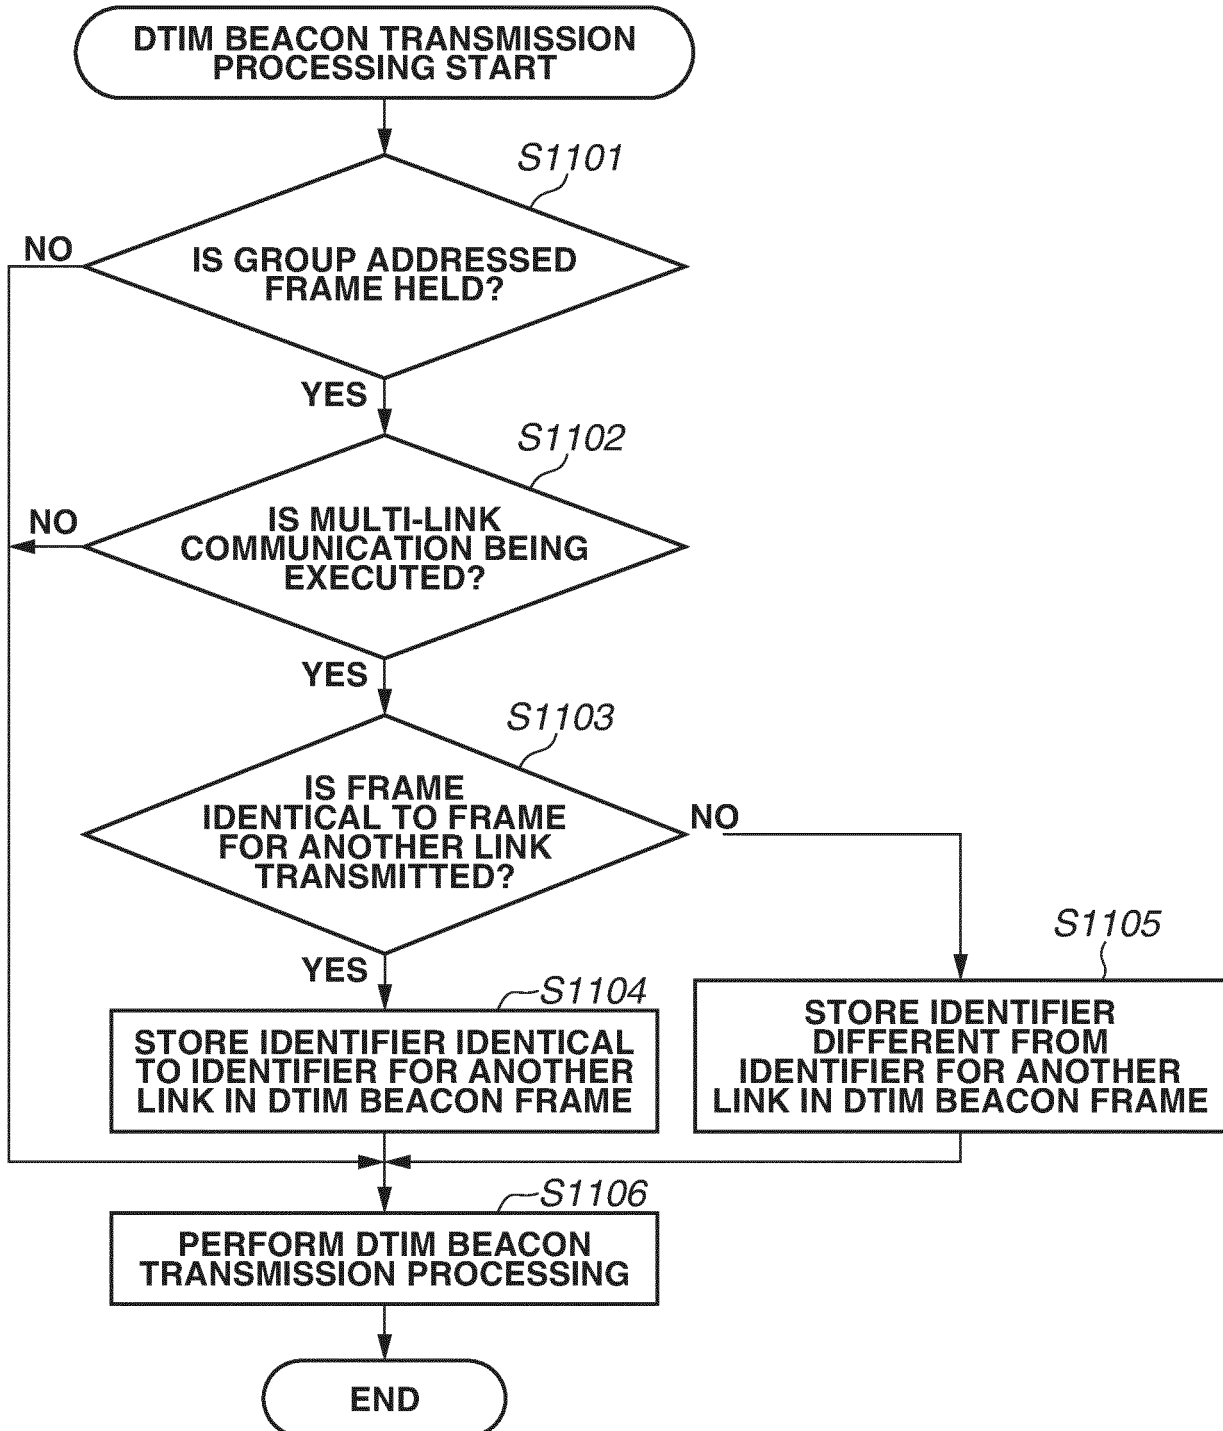 DTIM BEACON TRANSMISSION
PROCESSING START
S1101
NO
IS GROUP ADDRESSED
FRAME HELD?
YES
S1102
NO
IS MULTI-LINK
COMMUNICATION BEING
EXECUTED?
YES
S1103
IS FRAME
IDENTICAL TO FRAME
FOR ANOTHER LINK
TRANSMITTED?
NO
YES
S1104
STORE IDENTIFIER IDENTICAL
TO IDENTIFIER FOR ANOTHER
LINK IN DTIM BEACON FRAME
S1105
STORE IDENTIFIER
DIFFERENT FROM
IDENTIFIER FOR ANOTHER
LINK IN DTIM BEACON FRAME
S1106
PERFORM DTIM BEACON
TRANSMISSION PROCESSING
END